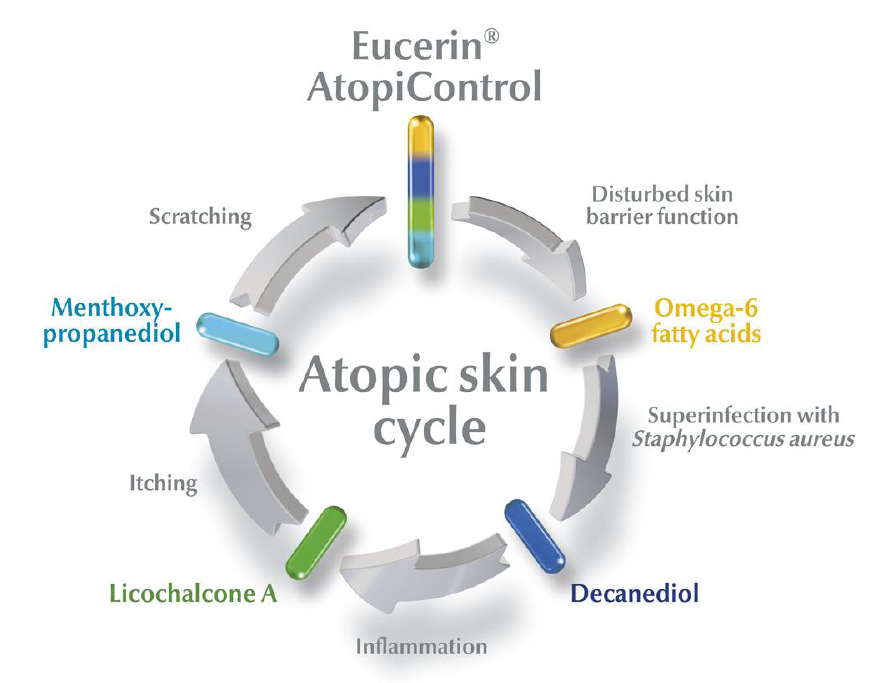 Eucerin®
AtopiControl
Scratching
Disturbed skin
barrier function
Menthoxy-
propanediol
Omega-6
fatty acids
Atopic skin
cycle
Superinfection with
Staphylococcus aureus
Itching
Licochalcone A
Decanediol
Inflammation